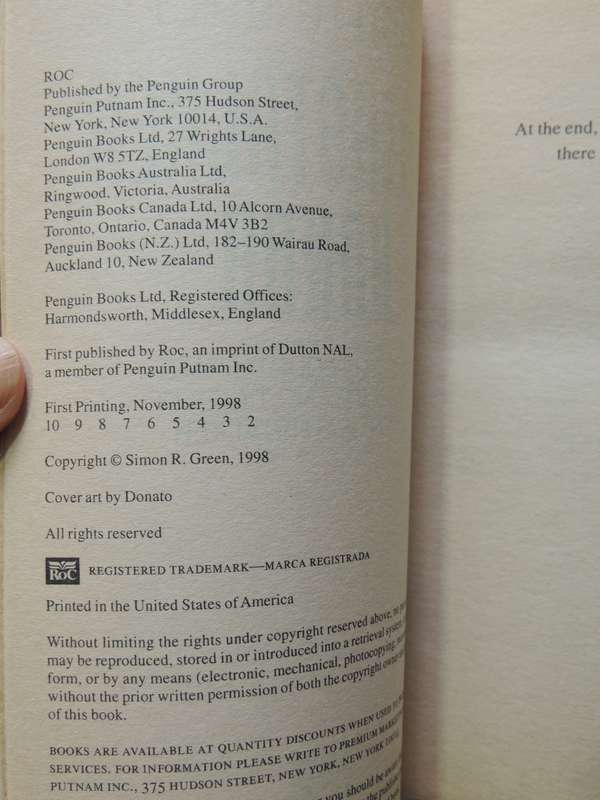 ROC
Published by the Penguin Group
Penguin Putnam Inc., 375 Hudson Street,
New York, New York 10014, U.S.A.
Penguin Books Ltd, 27 Wrights Lane,
London W8 5TZ, England
Penguin Books Australia Ltd,
Ringwood, Victoria, Australia
Penguin Books Canada Ltd, 10 Alcorn Avenue,
Toronto, Ontario, Canada M4V 3B2
Penguin Books (N.Z.) Ltd, 182–190 Wairau Road,
Auckland 10, New Zealand
Penguin Books Ltd, Registered Offices:
Harmondsworth, Middlesex, England
First published by Roc, an imprint of Dutton NAL,
a member of Penguin Putnam Inc.
First Printing, November, 1998
10 9 8 7 6 5 4 3 2
Copyright © Simon R. Green, 1998
Cover art by Donato
All rights reserved
ROC REGISTERED TRADEMARK—MARCA REGISTRADA
Printed in the United States of America
Without limiting the rights under copyright reserved above, no
may be reproduced, stored in or introduced into a retrieval system,
form, or by any means (electronic, mechanical, photocopying,
without the prior written permission of both the copyright owner
of this book.
BOOKS ARE AVAILABLE AT QUANTITY DISCOUNTS WHEN USED TO
SERVICES. FOR INFORMATION PLEASE WRITE TO PREMIUM
PUTNAM INC., 375 HUDSON STREET, NEW YORK, NEW YORK 10014.
you should be
At the end,
there